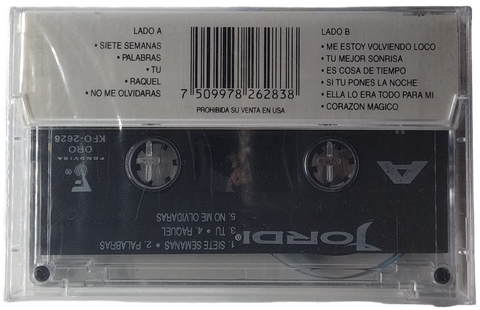 LADO A
• SIETE SEMANAS
• PALABRAS
• TU
RAQUEL
• NO ME OLVIDARAS
7 509978 262838
PROHIBIDA SU VENTA EN USA
LADO B
• ME ESTOY VOLVIENDO LOCO
• TU MEJOR SONRISA
• ES COSA DE TIEMPO
• SI TU PONES LA NOCHE
• ELLA LO ERA TODO PARA MI
• CORAZON MAGICO
A
JORDI
1. SIETE SEMANAS • 2. PALABRAS
3. TU • 4. RAQUEL
5. NO ME OLVIDARAS
FONOVISA
ORO
KFO-2628